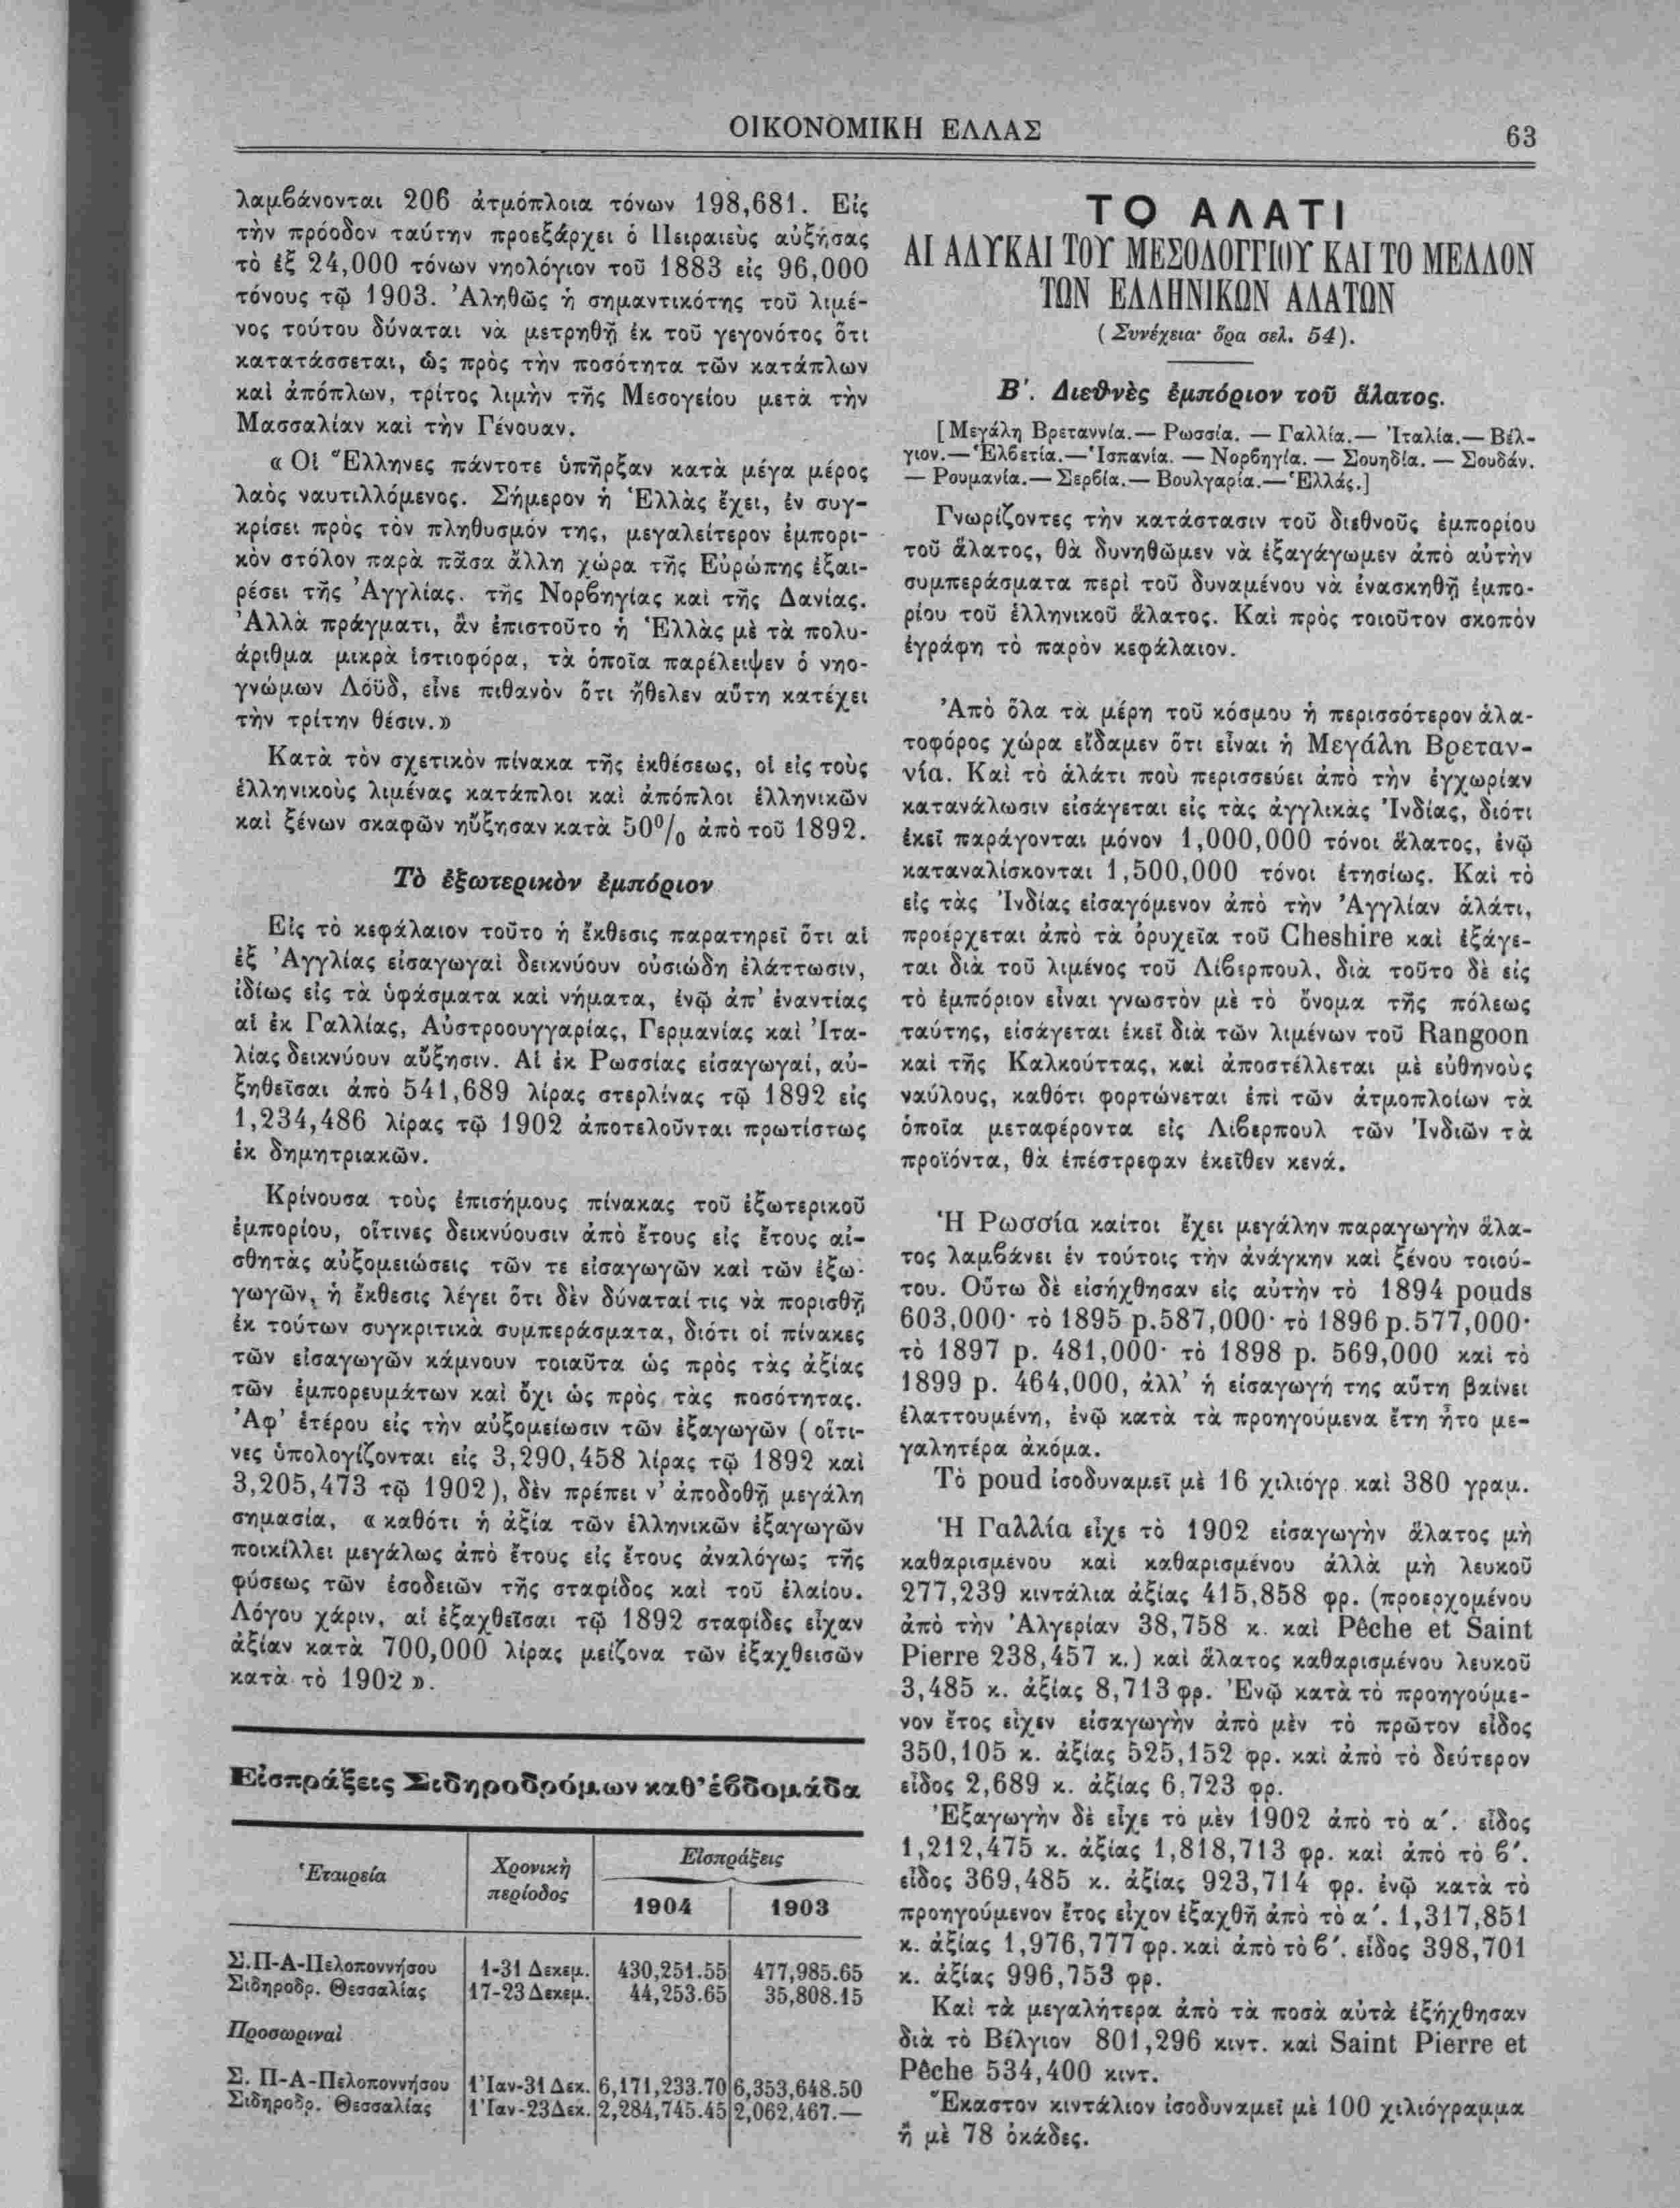 ΟΙΚΟΝΟΜΙΚΗ ΕΛΛΑΣ
63
λαμβάνονται 206 ἀτμόπλοια τόνων 198,681. Εἰς
τὴν πρόοδον ταύτην προεξάρχει ὁ Πειραιεὺς αὐξήσας
τὸ ἐξ 24,000 τόνων νηολόγιον τοῦ 1883 εἰς 96,000
τόνους τῷ 1903. Ἀληθῶς ἡ σημαντικότης τοῦ λιμέ-
νος τούτου δύναται νὰ μετρηθῇ ἐκ τοῦ γεγονότος ὅτι
κατατάσσεται, ὡς πρὸς τὴν ποσότητα τῶν κατάπλων
καὶ ἀπόπλων, τρίτος λιμὴν τῆς Μεσογείου μετὰ τὴν
Μασσαλίαν καὶ τὴν Γένουαν.
« Οἱ Ἕλληνες πάντοτε ὑπῆρξαν κατὰ μέγα μέρος
λαὸς ναυτιλλόμενος. Σήμερον ἡ Ἑλλὰς ἔχει, ἐν συγ-
κρίσει πρὸς τὸν πληθυσμόν της, μεγαλείτερον ἐμπορι-
κὸν στόλον παρὰ πᾶσα ἄλλη χώρα τῆς Εὐρώπης ἐξαι-
ρέσει τῆς Ἀγγλίας. τῆς Νορβηγίας καὶ τῆς Δανίας.
Ἀλλὰ πράγματι, ἂν ἐπιστοῦτο ἡ Ἑλλὰς μὲ τὰ πολυ-
άριθμα μικρὰ ἱστιοφόρα, τὰ ὁποῖα παρέλειψεν ὁ νηο-
γνώμων Λόϋδ, εἶνε πιθανὸν ὅτι ἤθελεν αὕτη κατέχει
τὴν τρίτην θέσιν.»
Κατὰ τὸν σχετικὸν πίνακα τῆς ἐκθέσεως, οἱ εἰς τοὺς
ἑλληνικοὺς λιμένας κατάπλοι καὶ ἀπόπλοι ἑλληνικῶν
καὶ ξένων σκαφῶν ηὔξησαν κατὰ 50% ἀπὸ τοῦ 1892.
Τὸ ἐξωτερικὸν ἐμπόριον
Εἰς τὸ κεφάλαιον τοῦτο ἡ ἔκθεσις παρατηρεῖ ὅτι αἱ
ἐξ Ἀγγλίας εἰσαγωγαὶ δεικνύουν οὐσιώδη ἐλάττωσιν,
ἰδίως εἰς τὰ ὑφάσματα καὶ νήματα, ἐνῷ ἀπ' ἐναντίας
αἱ ἐκ Γαλλίας, Αὐστροουγγαρίας, Γερμανίας καὶ Ἰτα-
λίας δεικνύουν αὔξησιν. Αἱ ἐκ Ρωσσίας εἰσαγωγαί, αὐ-
ξηθεῖσαι ἀπὸ 541,689 λίρας στερλίνας τῷ 1892 εἰς
1,234,486 λίρας τῷ 1902 ἀποτελοῦνται πρωτίστως
ἐκ δημητριακῶν.
Κρίνουσα τοὺς ἐπισήμους πίνακας τοῦ ἐξωτερικοῦ
ἐμπορίου, οἵτινες δεικνύουσιν ἀπὸ ἔτους εἰς ἔτους αἰ-
σθητὰς αὐξομειώσεις τῶν τε εἰσαγωγῶν καὶ τῶν ἐξω-
γωγῶν, ἡ ἔκθεσις λέγει ὅτι δὲν δύναταί τις νὰ πορισθῇ
ἐκ τούτων συγκριτικὰ συμπεράσματα, διότι οἱ πίνακες
τῶν εἰσαγωγῶν κάμνουν τοιαῦτα ὡς πρὸς τὰς ἀξίας
τῶν ἐμπορευμάτων καὶ ὄχι ὡς πρὸς τὰς ποσότητας.
Ἀφ' ἑτέρου εἰς τὴν αὐξομείωσιν τῶν ἐξαγωγῶν ( οἵτι-
νες ὑπολογίζονται εἰς 3,290,458 λίρας τῷ 1892 καὶ
3,205,473 τῷ 1902 ), δὲν πρέπει ν' ἀποδοθῇ μεγάλη
σημασία, « καθότι ἡ ἀξία τῶν ἑλληνικῶν ἐξαγωγῶν
ποικίλλει μεγάλως ἀπὸ ἔτους εἰς ἔτους ἀναλόγως τῆς
φύσεως τῶν ἐσοδειῶν τῆς σταφίδος καὶ τοῦ ἐλαίου.
Λόγου χάριν, αἱ ἐξαχθεῖσαι τῷ 1892 σταφίδες εἶχαν
ἀξίαν κατὰ 700,000 λίρας μείζονα τῶν ἐξαχθεισῶν
κατὰ τὸ 1902 ».
Εἰσπράξεις Σιδηροδρόμων καθ' ἑβδομάδα
Ἑταιρεία Χρονικὴ περίοδος Εἰσπράξεις
1904 1903
Σ.Π-Α-Πελοποννήσου 1-31 Δεκεμ. 430,251.55 477,985.65
Σιδηροδρ. Θεσσαλίας 17-23 Δεκεμ. 44,253.65 35,808.15
Προσωριναὶ
Σ. Π-Α-Πελοποννήσου 1 Ἰαν-31 Δεκ. 6,171,233.70 6,353,648.50
Σιδηροδρ. Θεσσαλίας 1 Ἰαν-23 Δεκ. 2,284,745.45 2,062,467.—
ΤΟ ΑΛΑΤΙ
ΑΙ ΑΛΥΚΑΙ ΤΟΥ ΜΕΣΟΛΟΓΓΙΟΥ ΚΑΙ ΤΟ ΜΕΛΛΟΝ
ΤΩΝ ΕΛΛΗΝΙΚΩΝ ΑΛΑΤΩΝ
( Συνέχεια· ὅρα σελ. 54 ).
Β'. Διεθνὲς ἐμπόριον τοῦ ἅλατος.
[ Μεγάλη Βρεταννία.— Ρωσσία. — Γαλλία.— Ἰταλία.— Βέλ-
γιον.— Ἑλβετία.— Ἱσπανία. — Νορβηγία. — Σουηδία. — Σουδάν.
— Ρουμανία.— Σερβία.— Βουλγαρία.— Ἑλλάς.]
Γνωρίζοντες τὴν κατάστασιν τοῦ διεθνοῦς ἐμπορίου
τοῦ ἅλατος, θὰ δυνηθῶμεν νὰ ἐξαγάγωμεν ἀπὸ αὐτὴν
συμπεράσματα περὶ τοῦ δυναμένου νὰ ἐνασκηθῇ ἐμπο-
ρίου τοῦ ἑλληνικοῦ ἅλατος. Καὶ πρὸς τοιοῦτον σκοπὸν
ἐγράφη τὸ παρὸν κεφάλαιον.
Ἀπὸ ὅλα τὰ μέρη τοῦ κόσμου ἡ περισσότερον ἁλα-
τοφόρος χώρα εἴδαμεν ὅτι εἶναι ἡ Μεγάλη Βρεταν-
νία. Καὶ τὸ ἁλάτι ποὺ περισσεύει ἀπὸ τὴν ἐγχωρίαν
κατανάλωσιν εἰσάγεται εἰς τὰς ἀγγλικὰς Ἰνδίας, διότι
ἐκεῖ παράγονται μόνον 1,000,000 τόνοι ἅλατος, ἐνῷ
καταναλίσκονται 1,500,000 τόνοι ἐτησίως. Καὶ τὸ
εἰς τὰς Ἰνδίας εἰσαγόμενον ἀπὸ τὴν Ἀγγλίαν ἁλάτι,
προέρχεται ἀπὸ τὰ ὀρυχεῖα τοῦ Cheshire καὶ ἐξάγε-
ται διὰ τοῦ λιμένος τοῦ Λίβερπουλ, διὰ τοῦτο δὲ εἰς
τὸ ἐμπόριον εἶναι γνωστὸν μὲ τὸ ὄνομα τῆς πόλεως
ταύτης, εἰσάγεται ἐκεῖ διὰ τῶν λιμένων τοῦ Rangoon
καὶ τῆς Καλκούττας, καὶ ἀποστέλλεται μὲ εὐθηνοὺς
ναύλους, καθότι φορτώνεται ἐπὶ τῶν ἀτμοπλοίων τὰ
ὁποῖα μεταφέροντα εἰς Λίβερπουλ τῶν Ἰνδιῶν τὰ
προϊόντα, θὰ ἐπέστρεφαν ἐκεῖθεν κενά.
Ἡ Ρωσσία καίτοι ἔχει μεγάλην παραγωγὴν ἅλα-
τος λαμβάνει ἐν τούτοις τὴν ἀνάγκην καὶ ξένου τοιού-
του. Οὕτω δὲ εἰσήχθησαν εἰς αὐτὴν τὸ 1894 pouds
603,000· τὸ 1895 p.587,000· τὸ 1896 p.577,000·
τὸ 1897 p. 481,000· τὸ 1898 p. 569,000 καὶ τὸ
1899 p. 464,000, ἀλλ' ἡ εἰσαγωγή της αὕτη βαίνει
ἐλαττουμένη, ἐνῷ κατὰ τὰ προηγούμενα ἔτη ἦτο με-
γαλητέρα ἀκόμα.
Τὸ poud ἰσοδυναμεῖ μὲ 16 χιλιόγρ. καὶ 380 γραμ.
Ἡ Γαλλία εἶχε τὸ 1902 εἰσαγωγὴν ἅλατος μὴ
καθαρισμένου καὶ καθαρισμένου ἀλλὰ μὴ λευκοῦ
277,239 κιντάλια ἀξίας 415,858 φρ. (προερχομένου
ἀπὸ τὴν Ἀλγερίαν 38,758 κ. καὶ Pêche et Saint
Pierre 238,457 κ.) καὶ ἅλατος καθαρισμένου λευκοῦ
3,485 κ. ἀξίας 8,713 φρ. Ἐνῷ κατὰ τὸ προηγούμε-
νον ἔτος εἶχεν εἰσαγωγὴν ἀπὸ μὲν τὸ πρῶτον εἶδος
350,105 κ. ἀξίας 525,152 φρ. καὶ ἀπὸ τὸ δεύτερον
εἶδος 2,689 κ. ἀξίας 6,723 φρ.
Ἐξαγωγὴν δὲ εἶχε τὸ μὲν 1902 ἀπὸ τὸ α΄. εἶδος
1,212,475 κ. ἀξίας 1,818,713 φρ. καὶ ἀπὸ τὸ β΄.
εἶδος 369,485 κ. ἀξίας 923,714 φρ. ἐνῷ κατὰ τὸ
προηγούμενον ἔτος εἶχον ἐξαχθῆ ἀπὸ τὸ α΄. 1,317,851
κ. ἀξίας 1,976,777 φρ. καὶ ἀπὸ τὸ β΄. εἶδος 398,701
κ. ἀξίας 996,753 φρ.
Καὶ τὰ μεγαλήτερα ἀπὸ τὰ ποσὰ αὐτὰ ἐξήχθησαν
διὰ τὸ Βέλγιον 801,296 κιντ. καὶ Saint Pierre et
Pêche 534,400 κιντ.
Ἕκαστον κιντάλιον ἰσοδυναμεῖ μὲ 100 χιλιόγραμμα
ἢ μὲ 78 ὀκάδες.